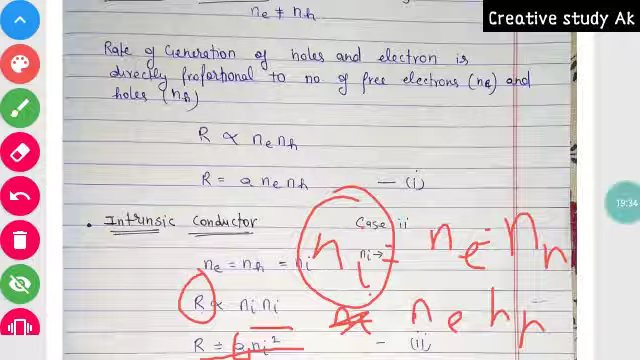 Creative study Ak
ne ≠ nh
Rate of Generation of holes and electron is
directly proportional to no of free electrons (ne) and
holes (nh)
R ∝ ne nh
R = a ne nh — (i)
• Intrinsic Conductor
Case ii
ne = nh = ni
ni →
ni
ne nh
R ∝ ni ni
ne nh
R = a ni² - (ii)
19:34